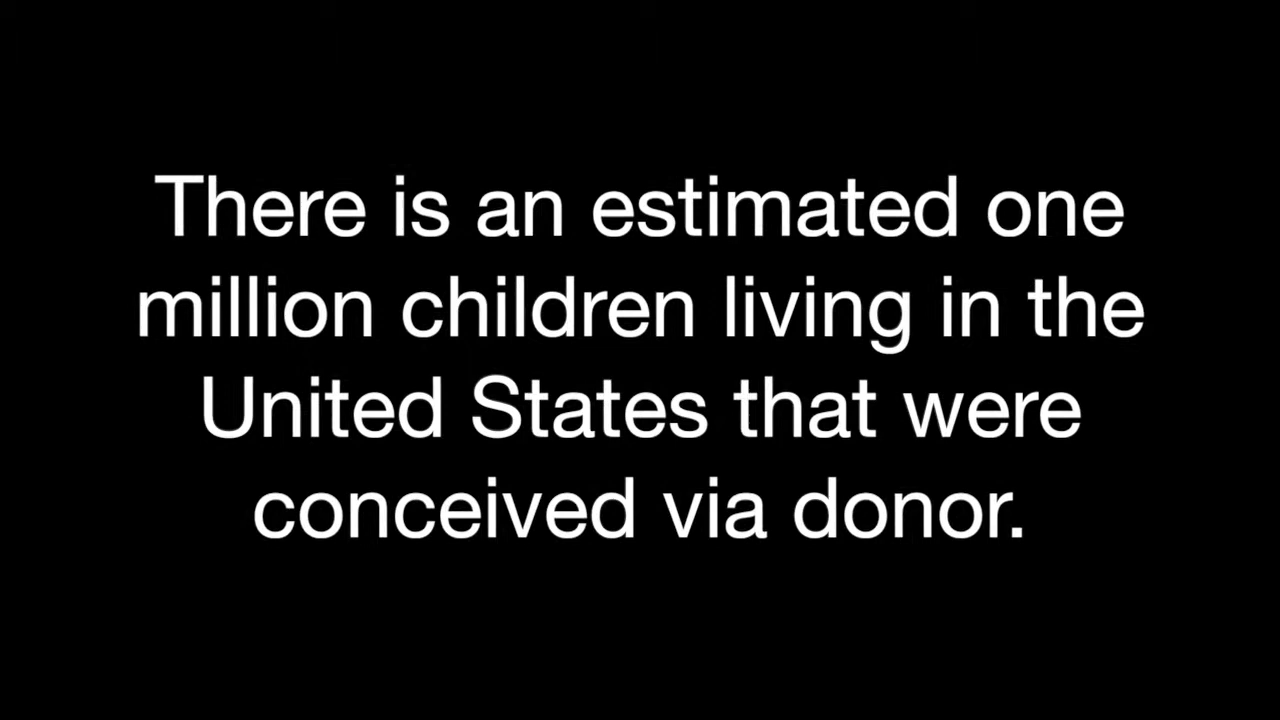 There is an estimated one
million children living in the
United States that were
conceived via donor.